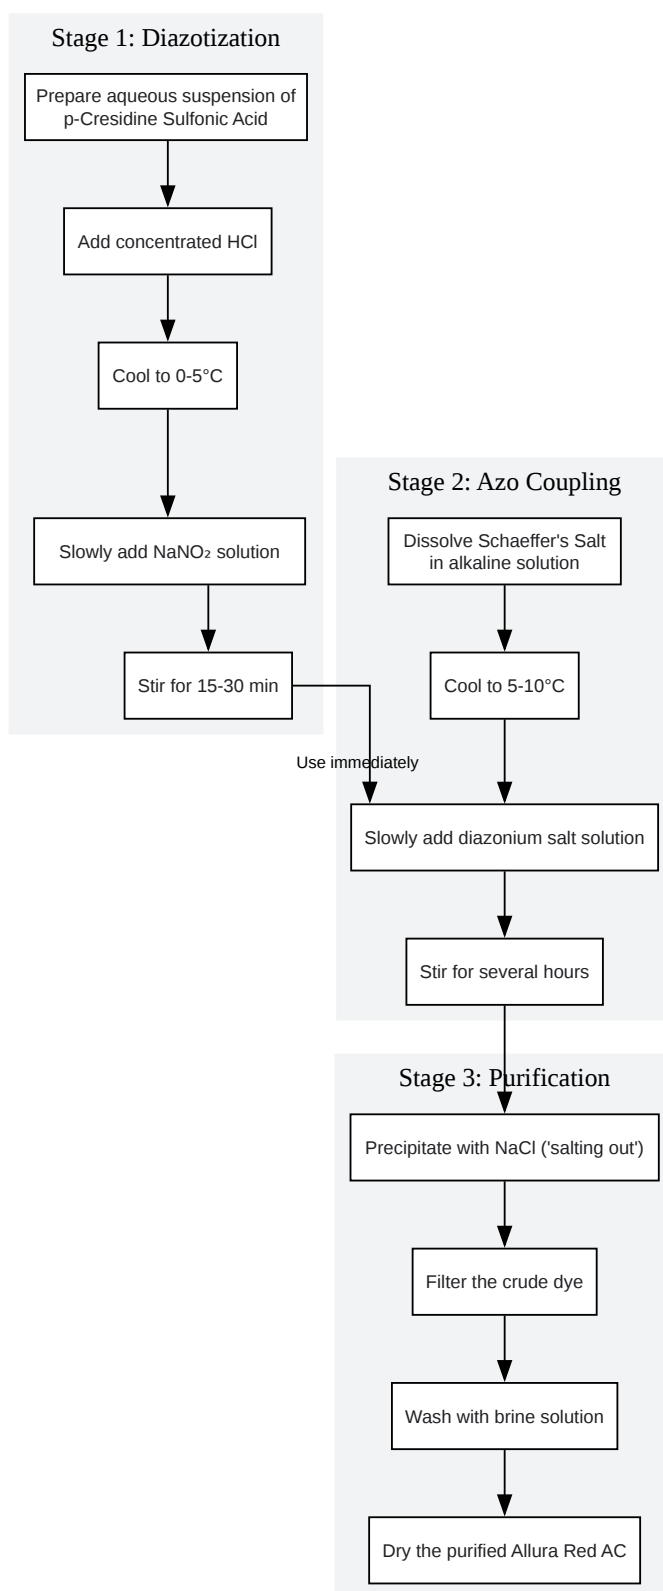 Stage 1: Diazotization
Prepare aqueous suspension of
p-Cresidine Sulfonic Acid
Add concentrated HCl
Cool to 0-5°C
Slowly add NaNO₂ solution
Stir for 15-30 min
Use immediately
Stage 2: Azo Coupling
Dissolve Schaeffer's Salt
in alkaline solution
Cool to 5-10°C
Slowly add diazonium salt solution
Stir for several hours
Stage 3: Purification
Precipitate with NaCl ('salting out')
Filter the crude dye
Wash with brine solution
Dry the purified Allura Red AC